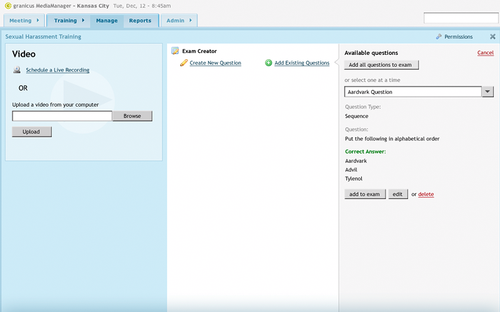 granicus MediaManager - Kansas City Tue, Dec, 12 - 8:45am
Meeting Training Manage Reports Admin
Sexual Harassment Training
Permissions
Video
Schedule a Live Recording
OR
Upload a video from your computer
Browse
Upload
Exam Creator
Create New Question Add Existing Questions
Available questions Cancel
Add all questions to exam
or select one at a time
Aardvark Question
Question Type:
Sequence
Question:
Put the following in alphabetical order
Correct Answer:
Aardvark
Advil
Tylenol
add to exam edit or delete